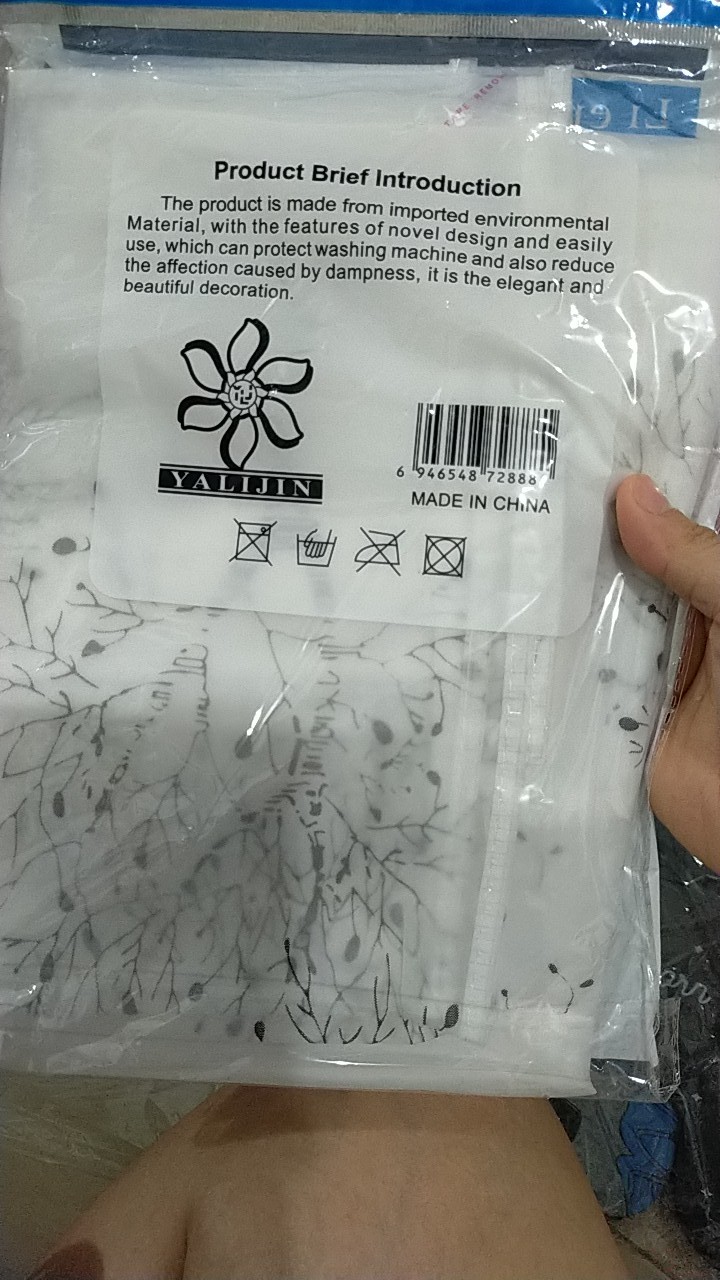 Product Brief Introduction
The product is made from imported environmental
Material, with the features of novel design and easily
use, which can protect washing machine and also reduce
the affection caused by dampness, it is the elegant and
beautiful decoration.
YALIJIN
6 946548 72888
MADE IN CHINA